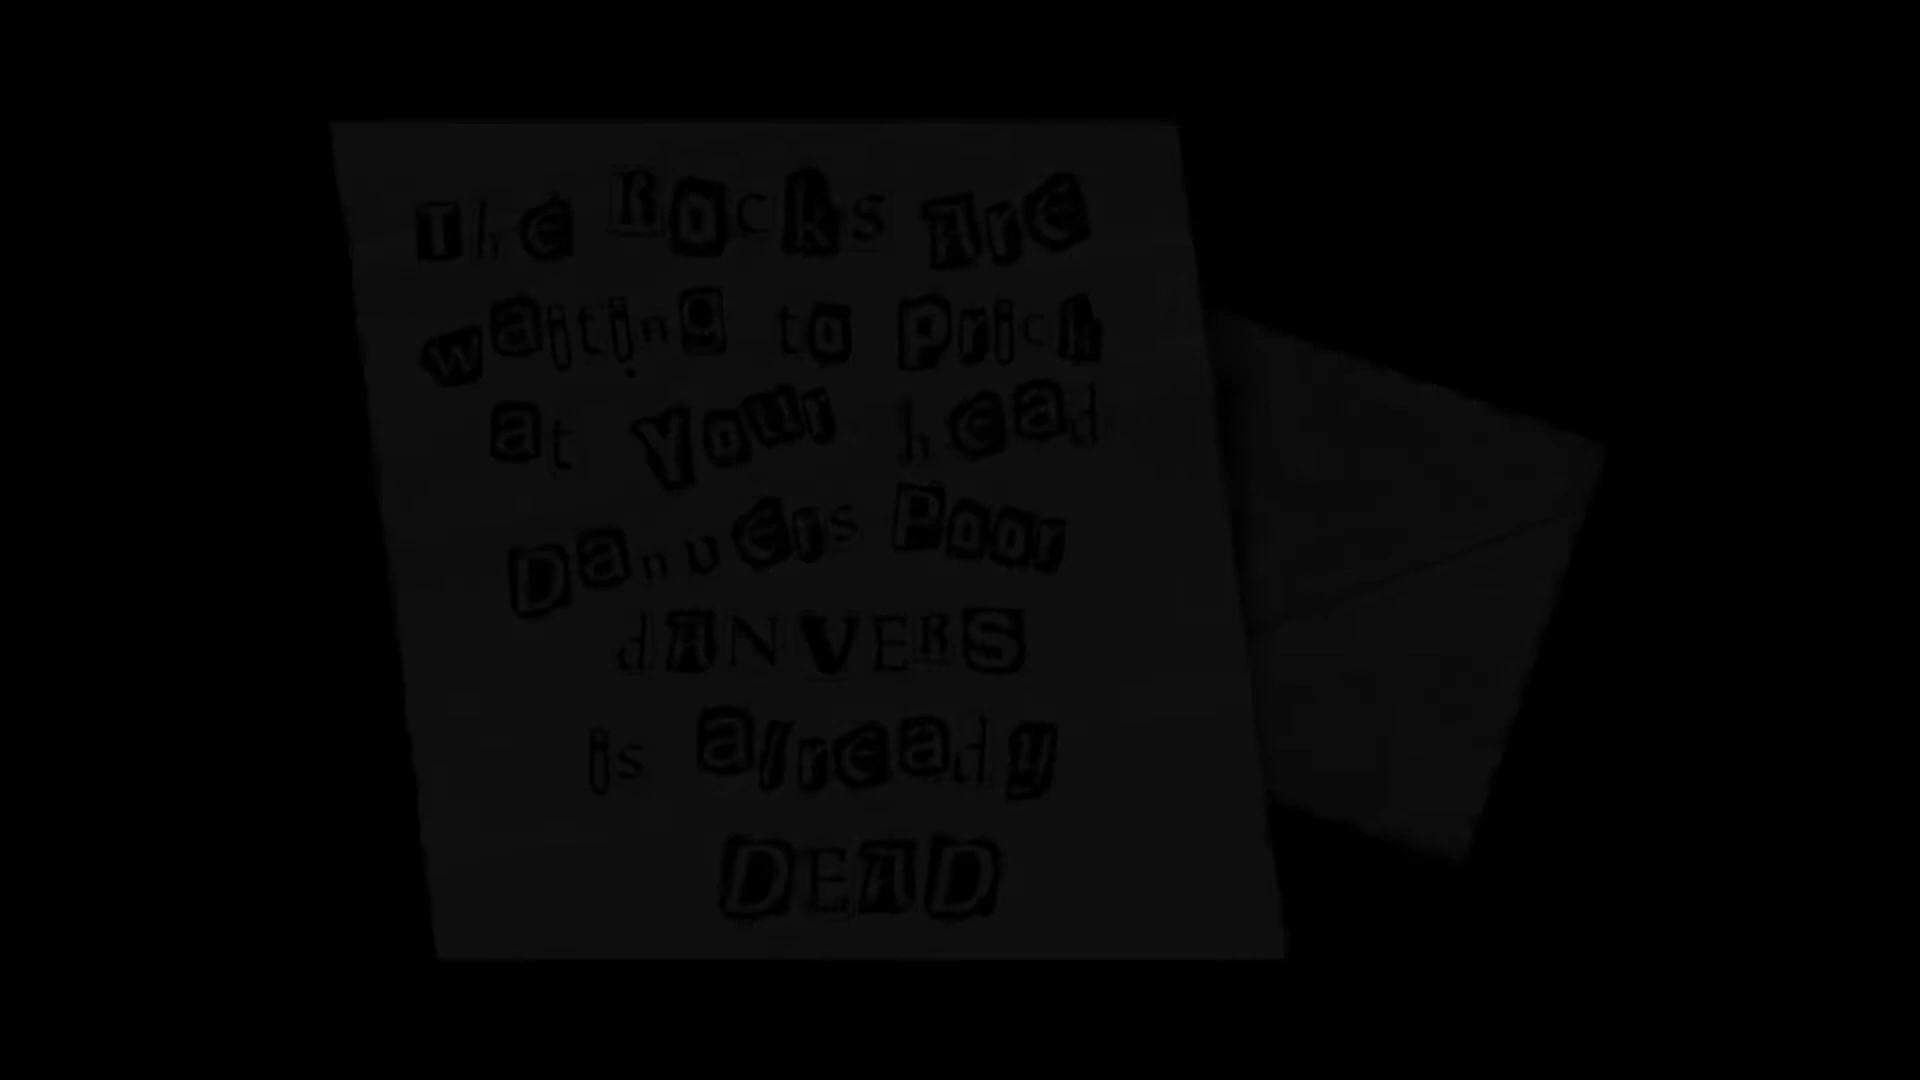 The Rocks Are
waiting to prick
at Your head
Danvers Poor
dANVERS
is already
DEAD